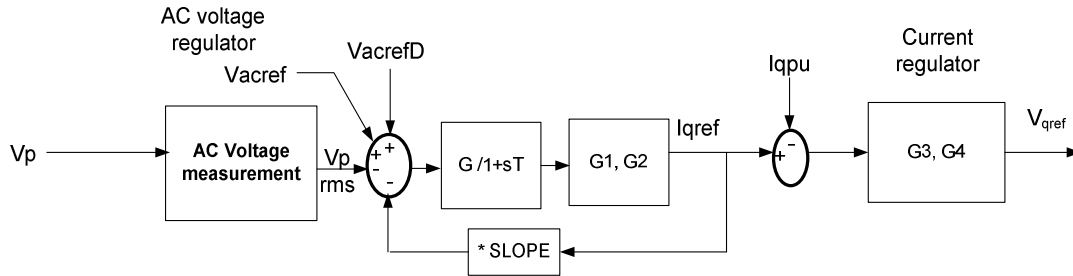 AC voltage
regulator
VacrefD
Vacref
Iqpu
Current
regulator
Vp
AC Voltage
measurement
Vp
rms
+
+
-
-
G /1+sT
G1, G2
Iqref
+
-
G3, G4
Vqref
* SLOPE